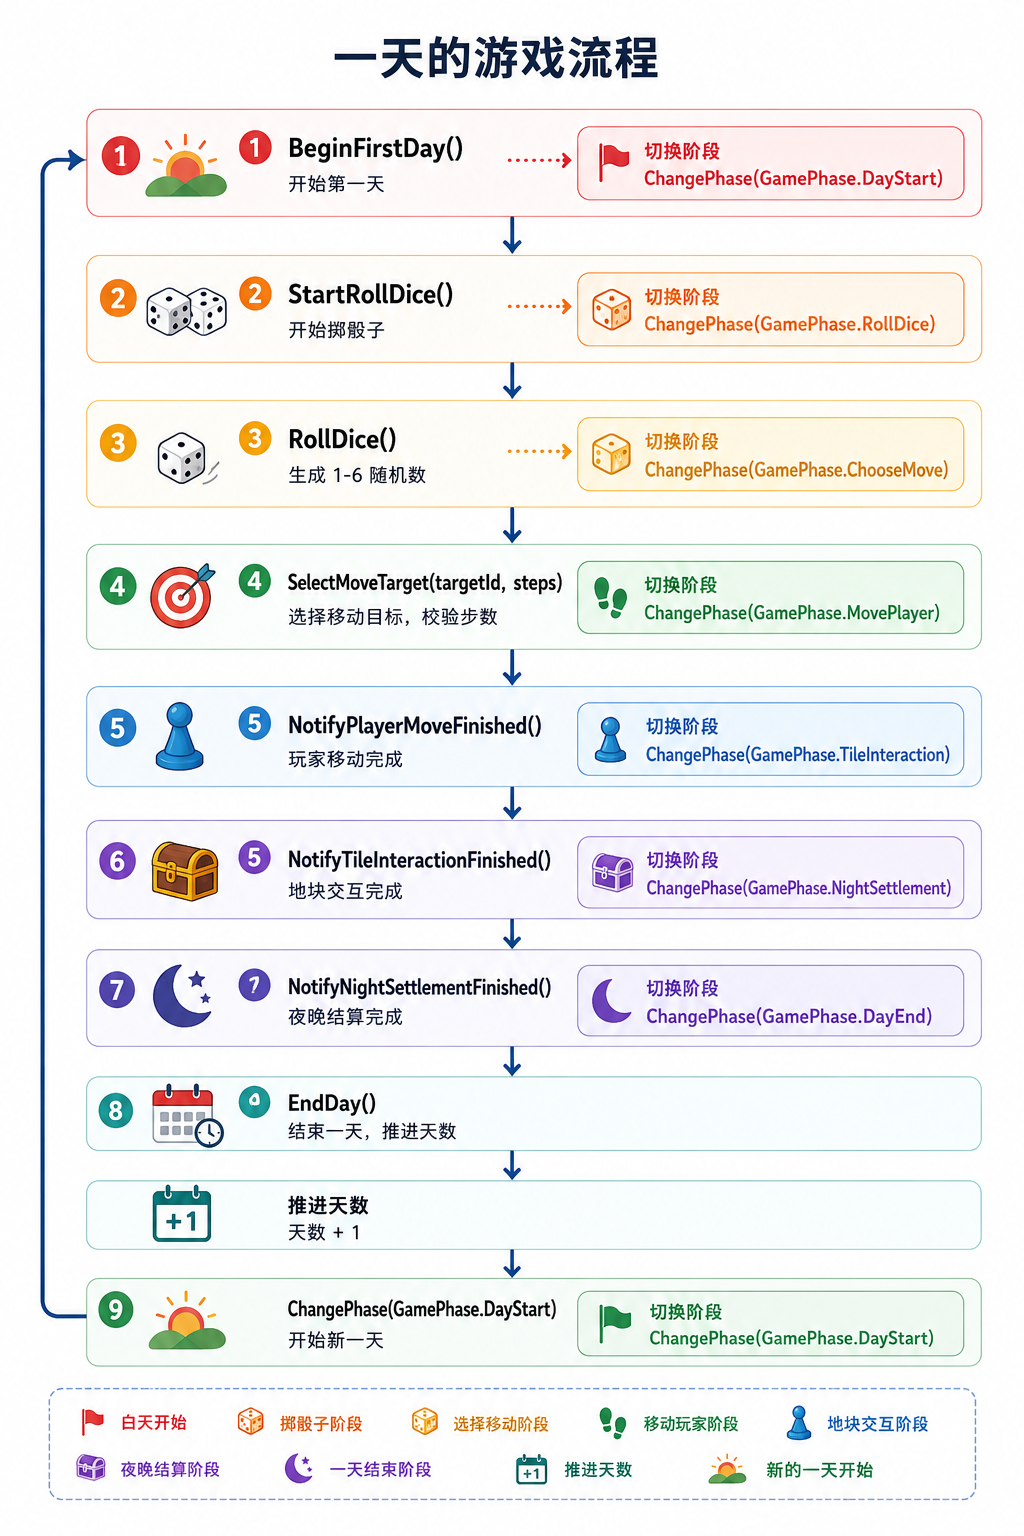 一天的游戏流程
1 1 BeginFirstDay()
开始第一天
切换阶段
ChangePhase(GamePhase.DayStart)
2 2 StartRollDice()
开始掷骰子
切换阶段
ChangePhase(GamePhase.RollDice)
3 3 RollDice()
生成 1-6 随机数
切换阶段
ChangePhase(GamePhase.ChooseMove)
4 4 SelectMoveTarget(targetId, steps)
选择移动目标，校验步数
切换阶段
ChangePhase(GamePhase.MovePlayer)
5 5 NotifyPlayerMoveFinished()
玩家移动完成
切换阶段
ChangePhase(GamePhase.TileInteraction)
6 5 NotifyTileInteractionFinished()
地块交互完成
切换阶段
ChangePhase(GamePhase.NightSettlement)
7 7 NotifyNightSettlementFinished()
夜晚结算完成
切换阶段
ChangePhase(GamePhase.DayEnd)
8 EndDay()
结束一天，推进天数
+1
推进天数
天数 + 1
9 ChangePhase(GamePhase.DayStart)
开始新一天
切换阶段
ChangePhase(GamePhase.DayStart)
白天开始 掷骰子阶段 选择移动阶段 移动玩家阶段 地块交互阶段
夜晚结算阶段 一天结束阶段 +1 推进天数 新的一天开始